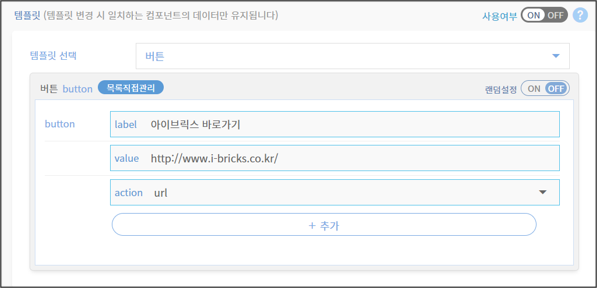 템플릿 (템플릿 변경 시 일치하는 컴포넌트의 데이터만 유지됩니다) 사용여부 ON OFF ?
템플릿 선택 버튼
버튼 button 목록직접관리 랜덤설정 ON OFF
button label 아이브릭스 바로가기
value http://www.i-bricks.co.kr/
action url
+ 추가